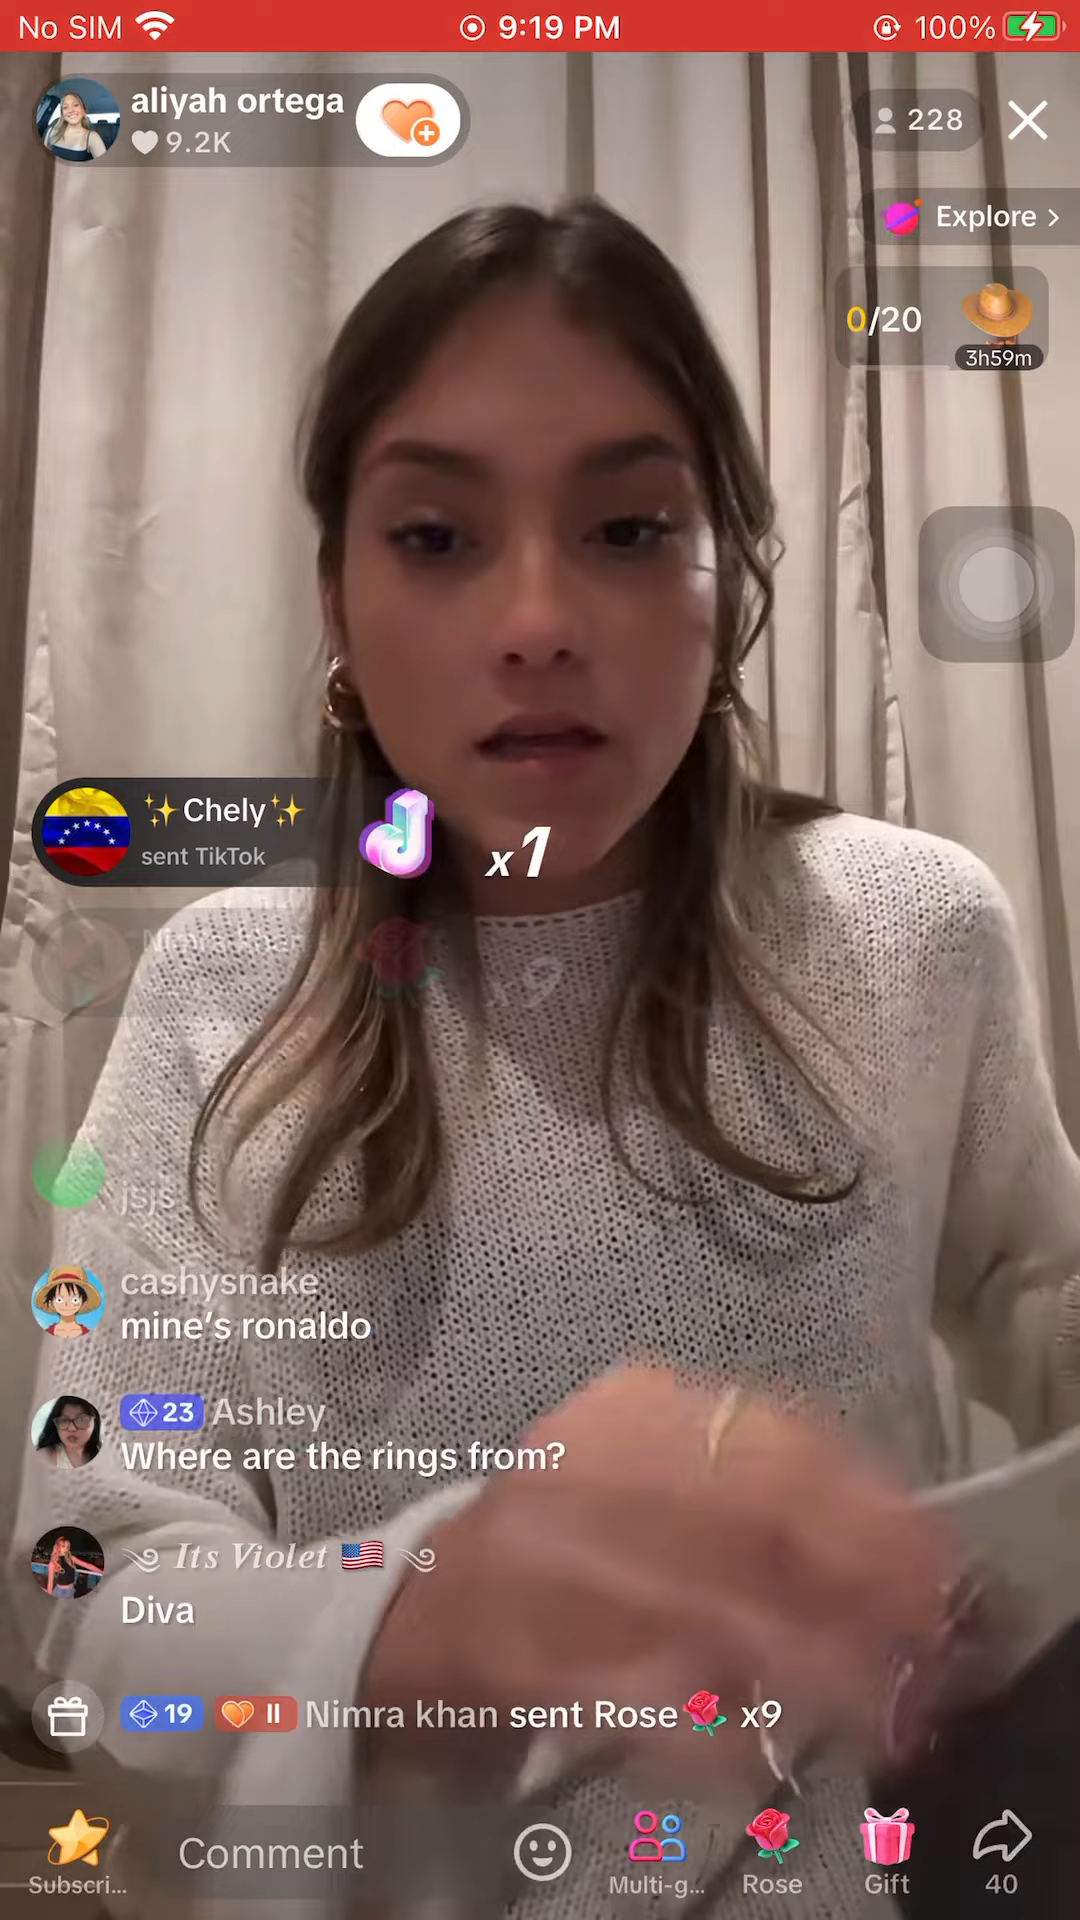 No SIM
9:19 PM
100%
aliyah ortega
9.2K
228
Explore >
0/20
3h59m
✨Chely✨
sent TikTok
x1
x9
jsjs
cashysnake
mine's ronaldo
23 Ashley
Where are the rings from?
Its Violet 🇺🇸
Diva
19 II Nimra khan sent Rose🌹 x9
Subscri...
Comment
Multi-g...
Rose
Gift
40